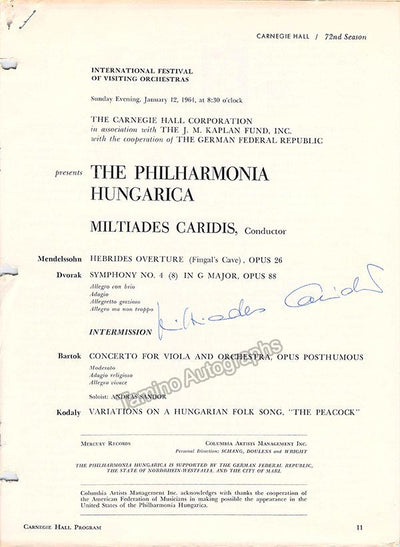 CARNEGIE HALL / 72nd Season
INTERNATIONAL FESTIVAL
OF VISITING ORCHESTRAS
Sunday Evening, January 12, 1964, at 8:30 o'clock
THE CARNEGIE HALL CORPORATION
in association with THE J. M. KAPLAN FUND, INC.
with the cooperation of THE GERMAN FEDERAL REPUBLIC
presents THE PHILHARMONIA
HUNGARICA
MILTIADES CARIDIS, Conductor
Mendelssohn HEBRIDES OVERTURE (Fingal's Cave), OPUS 26
Dvorak SYMPHONY NO. 4 (8) IN G MAJOR, OPUS 88
Allegro con brio
Adagio
Allegretto grazioso
Allegro ma non troppo
Miltiades Caridis
INTERMISSION
Tamino Autographs
Bartok CONCERTO FOR VIOLA AND ORCHESTRA, OPUS POSTHUMOUS
Moderato
Adagio religioso
Allegro vivace
Soloist: ANDRAS SANDOR
Kodaly VARIATIONS ON A HUNGARIAN FOLK SONG, "THE PEACOCK"
MERCURY RECORDS COLUMBIA ARTISTS MANAGEMENT INC.
Personal Direction: SCHANG, DOULENS and WRIGHT
THE PHILHARMONIA HUNGARICA IS SUPPORTED BY THE GERMAN FEDERAL REPUBLIC,
THE STATE OF NORDRHEIN-WESTFALIA, AND THE CITY OF MARL
Columbia Artists Management Inc. acknowledges with thanks the cooperation of
the American Federation of Musicians in making possible the appearance in the
United States of the Philharmonia Hungarica.
CARNEGIE HALL PROGRAM 11